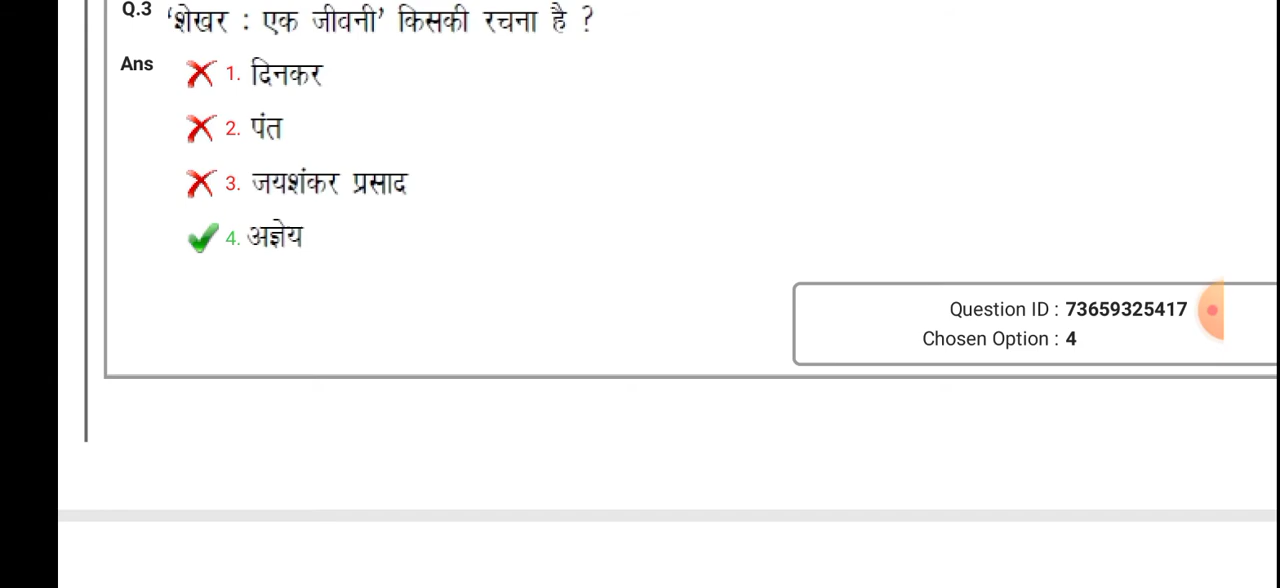 Q.3 ‘शेखर : एक जीवनी’ किसकी रचना है ?
Ans 1. दिनकर
2. पंत
3. जयशंकर प्रसाद
4. अज्ञेय
Question ID : 73659325417
Chosen Option : 4